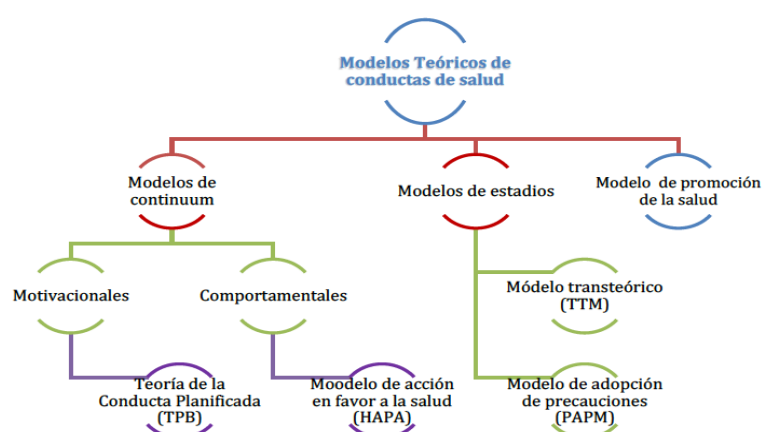 Modelos Teóricos de
conductas de salud
Modelos de
continuum
Modelos de estadios
Modelo de promoción
de la salud
Motivacionales
Comportamentales
Módelo transteórico
(TTM)
Teoría de la
Conducta Planificada
(TPB)
Moodelo de acción
en favor a la salud
(HAPA)
Modelo de adopción
de precauciones
(PAPM)